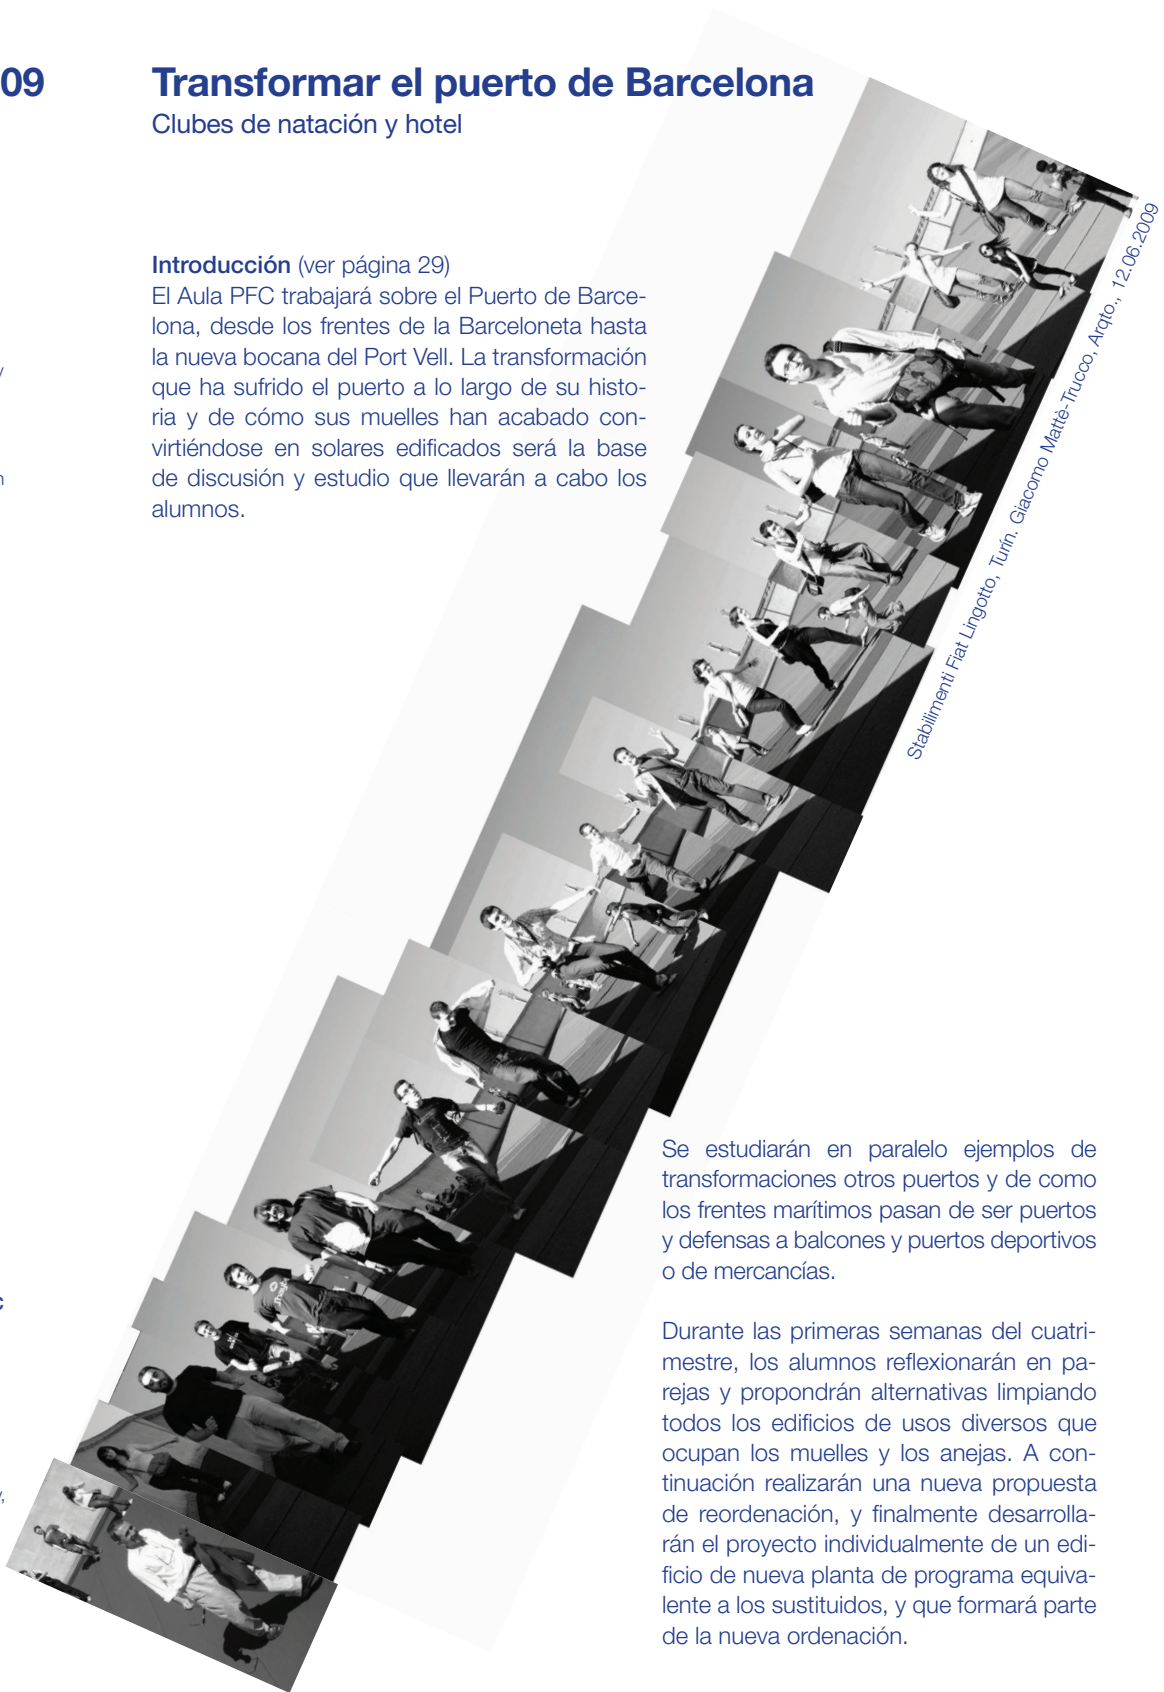 09
Transformar el puerto de Barcelona
Clubes de natación y hotel
Introducción (ver página 29)
El Aula PFC trabajará sobre el Puerto de Barce-
lona, desde los frentes de la Barceloneta hasta
la nueva bocana del Port Vell. La transformación
que ha sufrido el puerto a lo largo de su histo-
ria y de cómo sus muelles han acabado con-
virtiéndose en solares edificados será la base
de discusión y estudio que llevarán a cabo los
alumnos.
Stabilimenti Fiat Lingotto, Turín. Giacomo Mattè-Trucco, Arqto., 12.06.2009
Se estudiarán en paralelo ejemplos de
transformaciones otros puertos y de como
los frentes marítimos pasan de ser puertos
y defensas a balcones y puertos deportivos
o de mercancías.
Durante las primeras semanas del cuatri-
mestre, los alumnos reflexionarán en pa-
rejas y propondrán alternativas limpiando
todos los edificios de usos diversos que
ocupan los muelles y los anejas. A con-
tinuación realizarán una nueva propuesta
de reordenación, y finalmente desarrolla-
rán el proyecto individualmente de un edi-
ficio de nueva planta de programa equiva-
lente a los sustituidos, y que formará parte
de la nueva ordenación.